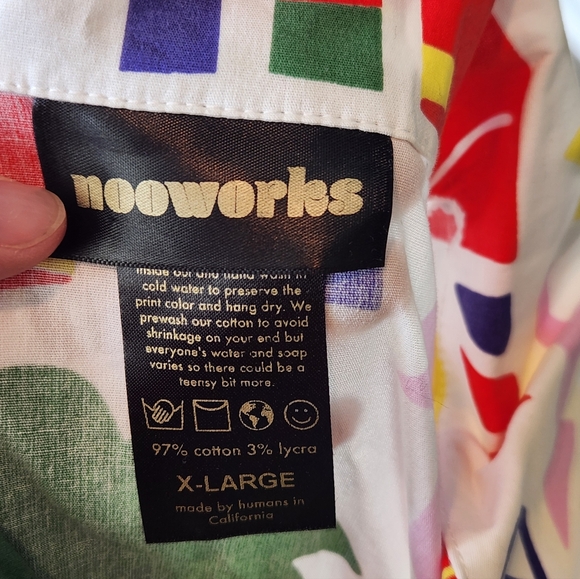 nooworks
inside out and hand wash in
cold water to preserve the
print color and hang dry. We
prewash our cotton to avoid
shrinkage on your end but
everyone's water and soap
varies so there could be a
teensy bit more.
97% cotton 3% lycra
X-LARGE
made by humans in
California